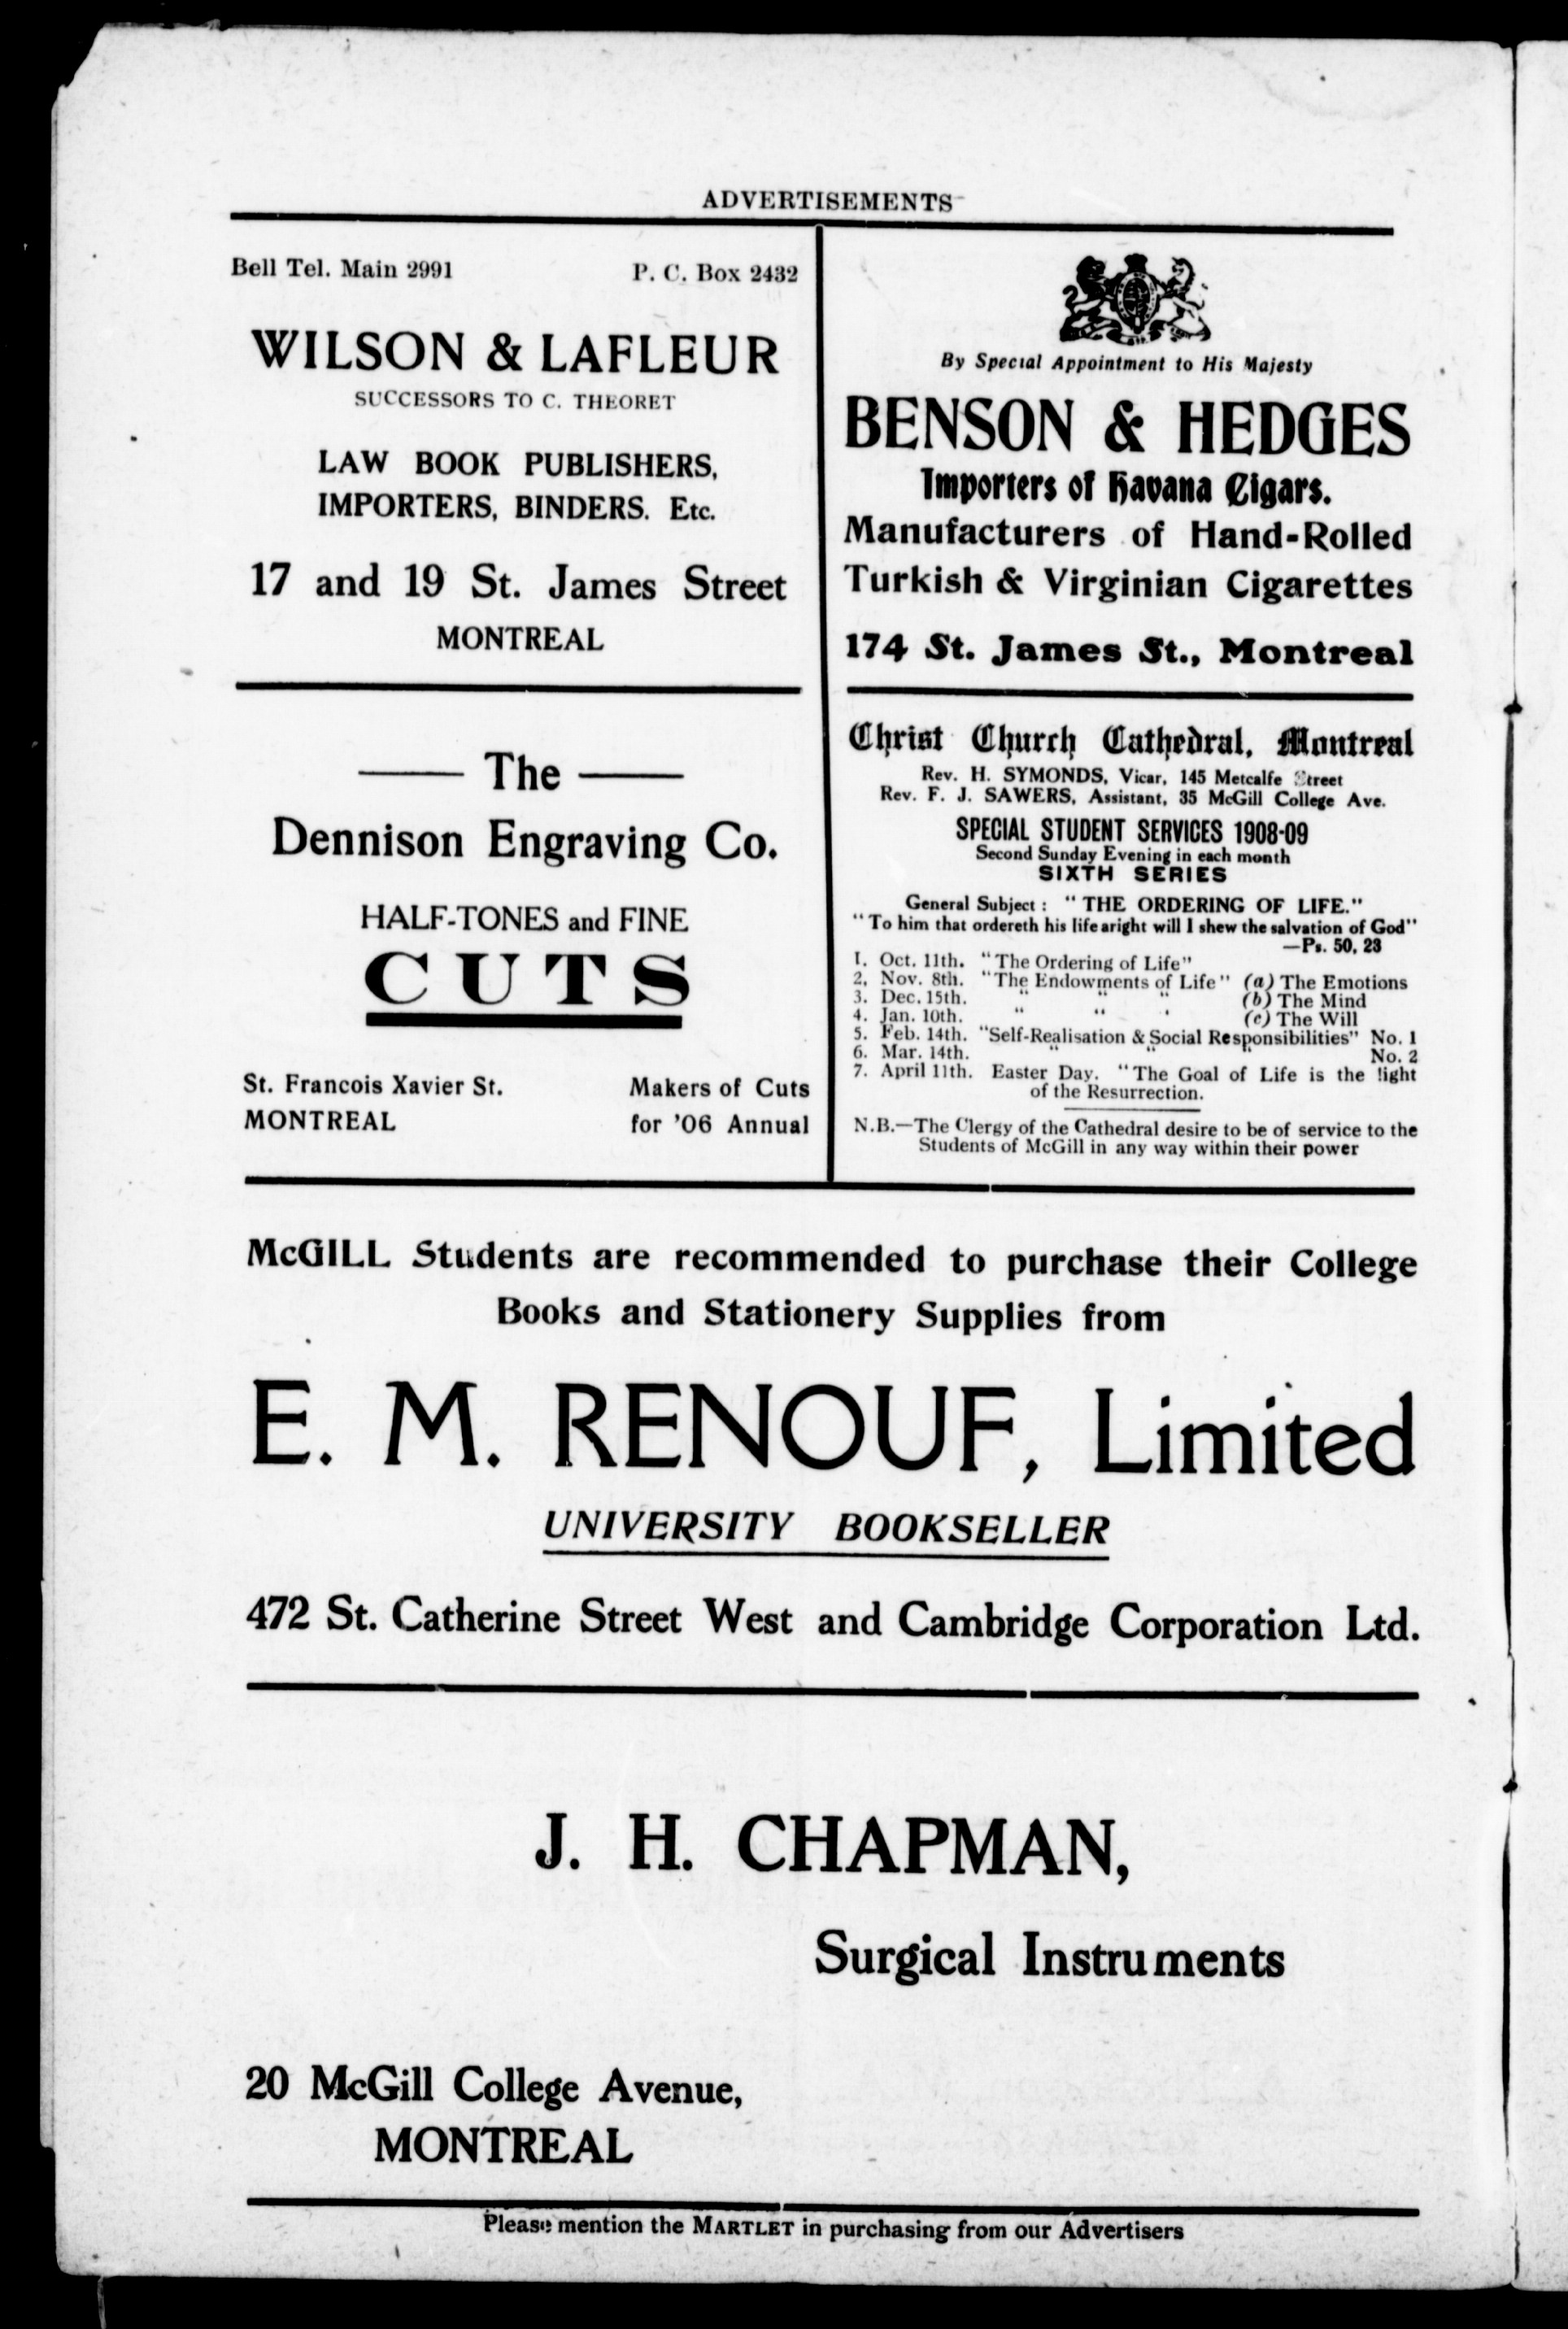 ADVERTISEMENTS
Bell Tel. Main 2991 P. C. Box 2432
WILSON & LAFLEUR
SUCCESSORS TO C. THEORET
LAW BOOK PUBLISHERS,
IMPORTERS, BINDERS. Etc.
17 and 19 St. James Street
MONTREAL
By Special Appointment to His Majesty
BENSON & HEDGES
Importers of Havana Cigars.
Manufacturers of Hand-Rolled
Turkish & Virginian Cigarettes
174 St. James St., Montreal
The
Dennison Engraving Co.
HALF-TONES and FINE
CUTS
St. Francois Xavier St. Makers of Cuts
MONTREAL for '06 Annual
Christ Church Cathedral, Montreal
Rev. H. SYMONDS, Vicar, 145 Metcalfe Street
Rev. F. J. SAWERS, Assistant, 35 McGill College Ave.
SPECIAL STUDENT SERVICES 1908-09
Second Sunday Evening in each month
SIXTH SERIES
General Subject: "THE ORDERING OF LIFE."
"To him that ordereth his life aright will I shew the salvation of God"
—Ps. 50, 23
1. Oct. 11th. "The Ordering of Life"
2, Nov. 8th. "The Endowments of Life" (a) The Emotions
3. Dec. 15th. " " " (b) The Mind
4. Jan. 10th. " " " (c) The Will
5. Feb. 14th. "Self-Realisation & Social Responsibilities" No. 1
6. Mar. 14th. " " " No. 2
7. April 11th. Easter Day. "The Goal of Life is the light
of the Resurrection.
N.B.—The Clergy of the Cathedral desire to be of service to the
Students of McGill in any way within their power
McGILL Students are recommended to purchase their College
Books and Stationery Supplies from
E. M. RENOUF, Limited
UNIVERSITY BOOKSELLER
472 St. Catherine Street West and Cambridge Corporation Ltd.
J. H. CHAPMAN,
Surgical Instruments
20 McGill College Avenue,
MONTREAL
Please mention the MARTLET in purchasing from our Advertisers